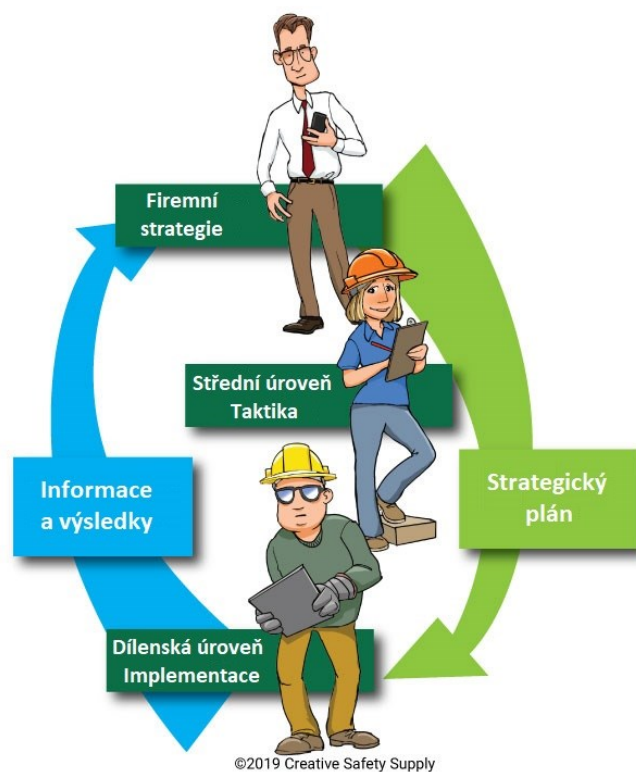 Firemní
strategie
Střední úroveň
Taktika
Informace
a výsledky
Strategický
plán
Dílenská úroveň
Implementace
©2019 Creative Safety Supply